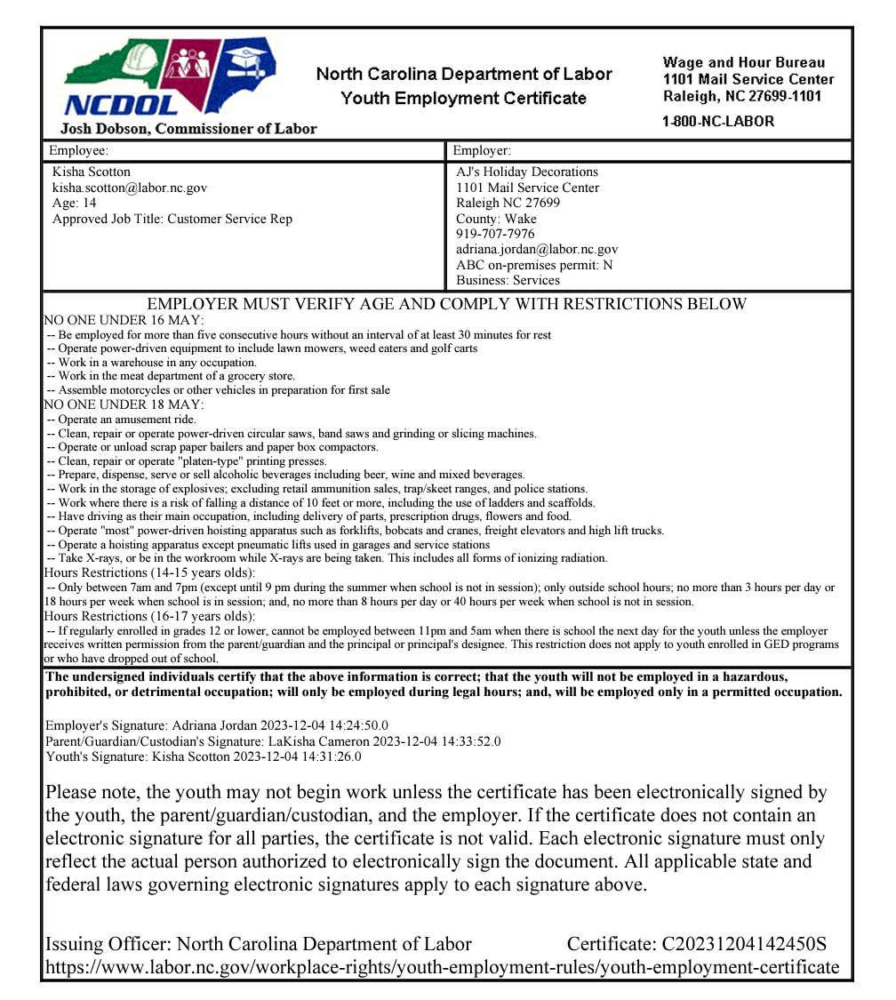 NCDOL
Josh Dobson, Commissioner of Labor
North Carolina Department of Labor
Youth Employment Certificate
Wage and Hour Bureau
1101 Mail Service Center
Raleigh, NC 27699-1101
1-800-NC-LABOR
Employee:
Kisha Scotton
kisha.scotton@labor.nc.gov
Age: 14
Approved Job Title: Customer Service Rep
Employer:
AJ's Holiday Decorations
1101 Mail Service Center
Raleigh NC 27699
County: Wake
919-707-7976
adriana.jordan@labor.nc.gov
ABC on-premises permit: N
Business: Services
EMPLOYER MUST VERIFY AGE AND COMPLY WITH RESTRICTIONS BELOW
NO ONE UNDER 16 MAY:
-- Be employed for more than five consecutive hours without an interval of at least 30 minutes for rest
-- Operate power-driven equipment to include lawn mowers, weed eaters and golf carts
-- Work in a warehouse in any occupation.
-- Work in the meat department of a grocery store.
-- Assemble motorcycles or other vehicles in preparation for first sale
NO ONE UNDER 18 MAY:
-- Operate an amusement ride.
-- Clean, repair or operate power-driven circular saws, band saws and grinding or slicing machines.
-- Operate or unload scrap paper bailers and paper box compactors.
-- Clean, repair or operate "platen-type" printing presses.
-- Prepare, dispense, serve or sell alcoholic beverages including beer, wine and mixed beverages.
-- Work in the storage of explosives; excluding retail ammunition sales, trap/skeet ranges, and police stations.
-- Work where there is a risk of falling a distance of 10 feet or more, including the use of ladders and scaffolds.
-- Have driving as their main occupation, including delivery of parts, prescription drugs, flowers and food.
-- Operate "most" power-driven hoisting apparatus such as forklifts, bobcats and cranes, freight elevators and high lift trucks.
-- Operate a hoisting apparatus except pneumatic lifts used in garages and service stations
-- Take X-rays, or be in the workroom while X-rays are being taken. This includes all forms of ionizing radiation.
Hours Restrictions (14-15 years olds):
-- Only between 7am and 7pm (except until 9 pm during the summer when school is not in session); only outside school hours; no more than 3 hours per day or
18 hours per week when school is in session; and, no more than 8 hours per day or 40 hours per week when school is not in session.
Hours Restrictions (16-17 years olds):
-- If regularly enrolled in grades 12 or lower, cannot be employed between 11pm and 5am when there is school the next day for the youth unless the employer
receives written permission from the parent/guardian and the principal or principal's designee. This restriction does not apply to youth enrolled in GED programs
or who have dropped out of school.
The undersigned individuals certify that the above information is correct; that the youth will not be employed in a hazardous,
prohibited, or detrimental occupation; will only be employed during legal hours; and, will be employed only in a permitted occupation.
Employer's Signature: Adriana Jordan 2023-12-04 14:24:50.0
Parent/Guardian/Custodian's Signature: LaKisha Cameron 2023-12-04 14:33:52.0
Youth's Signature: Kisha Scotton 2023-12-04 14:31:26.0
Please note, the youth may not begin work unless the certificate has been electronically signed by
the youth, the parent/guardian/custodian, and the employer. If the certificate does not contain an
electronic signature for all parties, the certificate is not valid. Each electronic signature must only
reflect the actual person authorized to electronically sign the document. All applicable state and
federal laws governing electronic signatures apply to each signature above.
Issuing Officer: North Carolina Department of Labor Certificate: C20231204142450S
https://www.labor.nc.gov/workplace-rights/youth-employment-rules/youth-employment-certificate